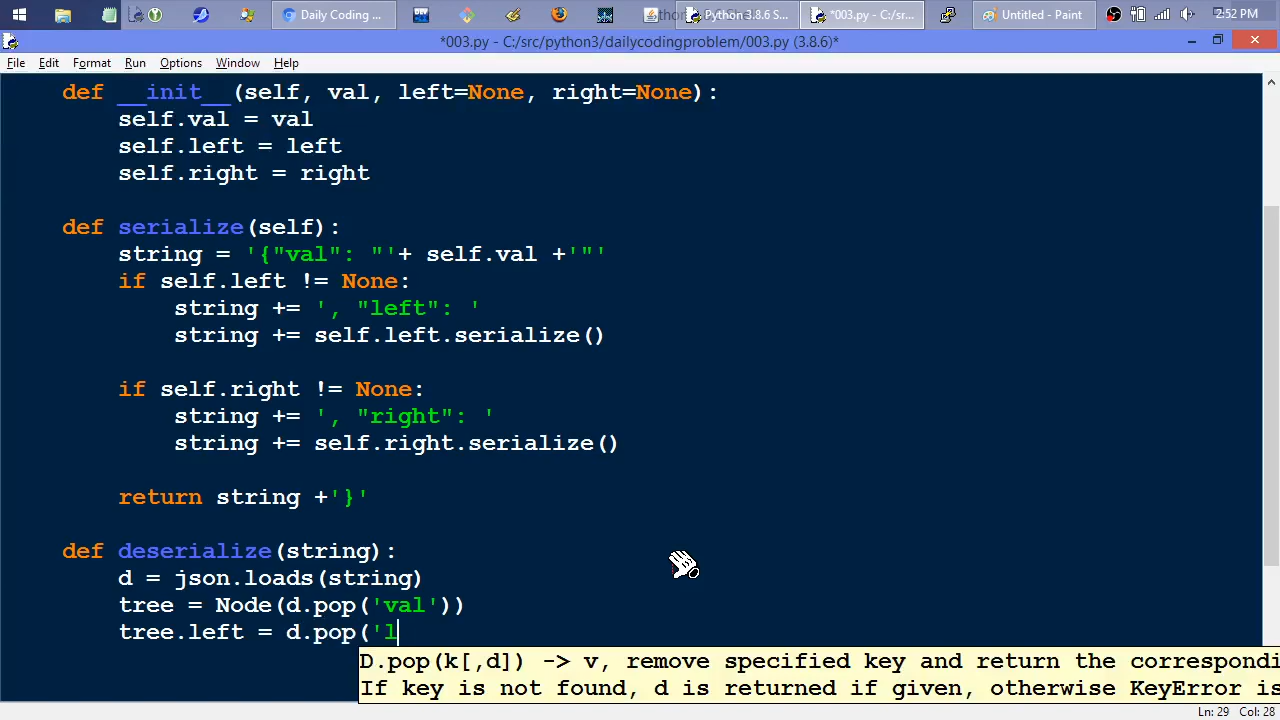 Daily Coding ...
Python 3.8.6 S...
*003.py - C:/sr...
Untitled - Paint
2:52 PM
*003.py - C:/src/python3/dailycodingproblem/003.py (3.8.6)*
File Edit Format Run Options Window Help
def __init__(self, val, left=None, right=None):
self.val = val
self.left = left
self.right = right
def serialize(self):
string = '{"val": "'+ self.val +'"'
if self.left != None:
string += ', "left": '
string += self.left.serialize()
if self.right != None:
string += ', "right": '
string += self.right.serialize()
return string +'}'
def deserialize(string):
d = json.loads(string)
tree = Node(d.pop('val'))
tree.left = d.pop('l
D.pop(k[,d]) -> v, remove specified key and return the correspondi
If key is not found, d is returned if given, otherwise KeyError is
Ln: 29 Col: 28